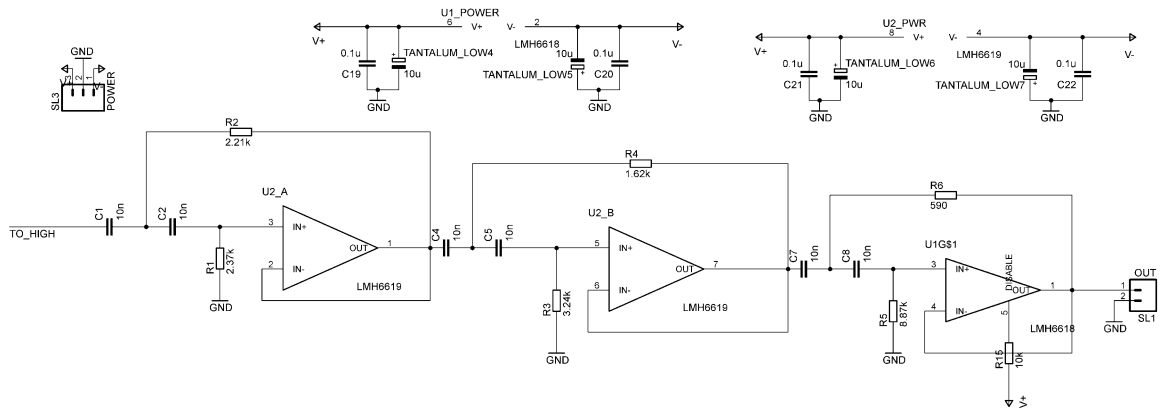 U1_POWER
6
V+
V-
2
V+
V-
LMH6618
0.1u
C19
TANTALUM_LOW4
10u
GND
10u
TANTALUM_LOW5
0.1u
C20
GND
U2_PWR
8
V+
V-
4
V+
V-
LMH6619
0.1u
C21
TANTALUM_LOW6
10u
GND
10u
TANTALUM_LOW7
0.1u
C22
GND
GND
3
2
1
SL3
POWER
R2
2.21k
R4
1.62k
R6
590
TO_HIGH
C1
10n
C2
10n
R1
2.37k
GND
U2_A
3
IN+
2
IN-
OUT
1
LMH6619
C4
10n
C5
10n
R3
3.24k
GND
U2_B
5
IN+
6
IN-
OUT
7
LMH6619
C7
10n
C8
10n
R5
8.87k
GND
U1G$1
3
IN+
4
IN-
DISABLE
OUT
1
5
LMH6618
R15
10k
V+
OUT
1
2
GND
SL1